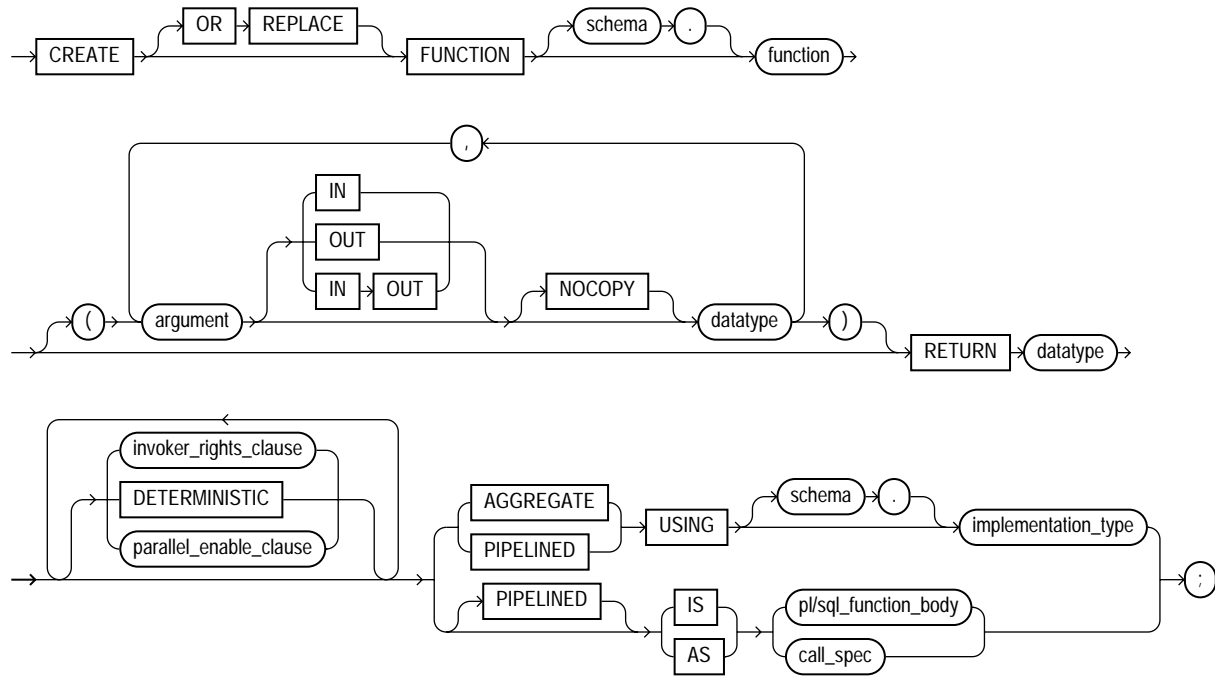 OR REPLACE schema .
CREATE FUNCTION function
,
IN
OUT
IN OUT NOCOPY
( argument datatype )
RETURN datatype
invoker_rights_clause
DETERMINISTIC
parallel_enable_clause
AGGREGATE
PIPELINED
USING schema . implementation_type
PIPELINED IS pl/sql_function_body
AS call_spec
;